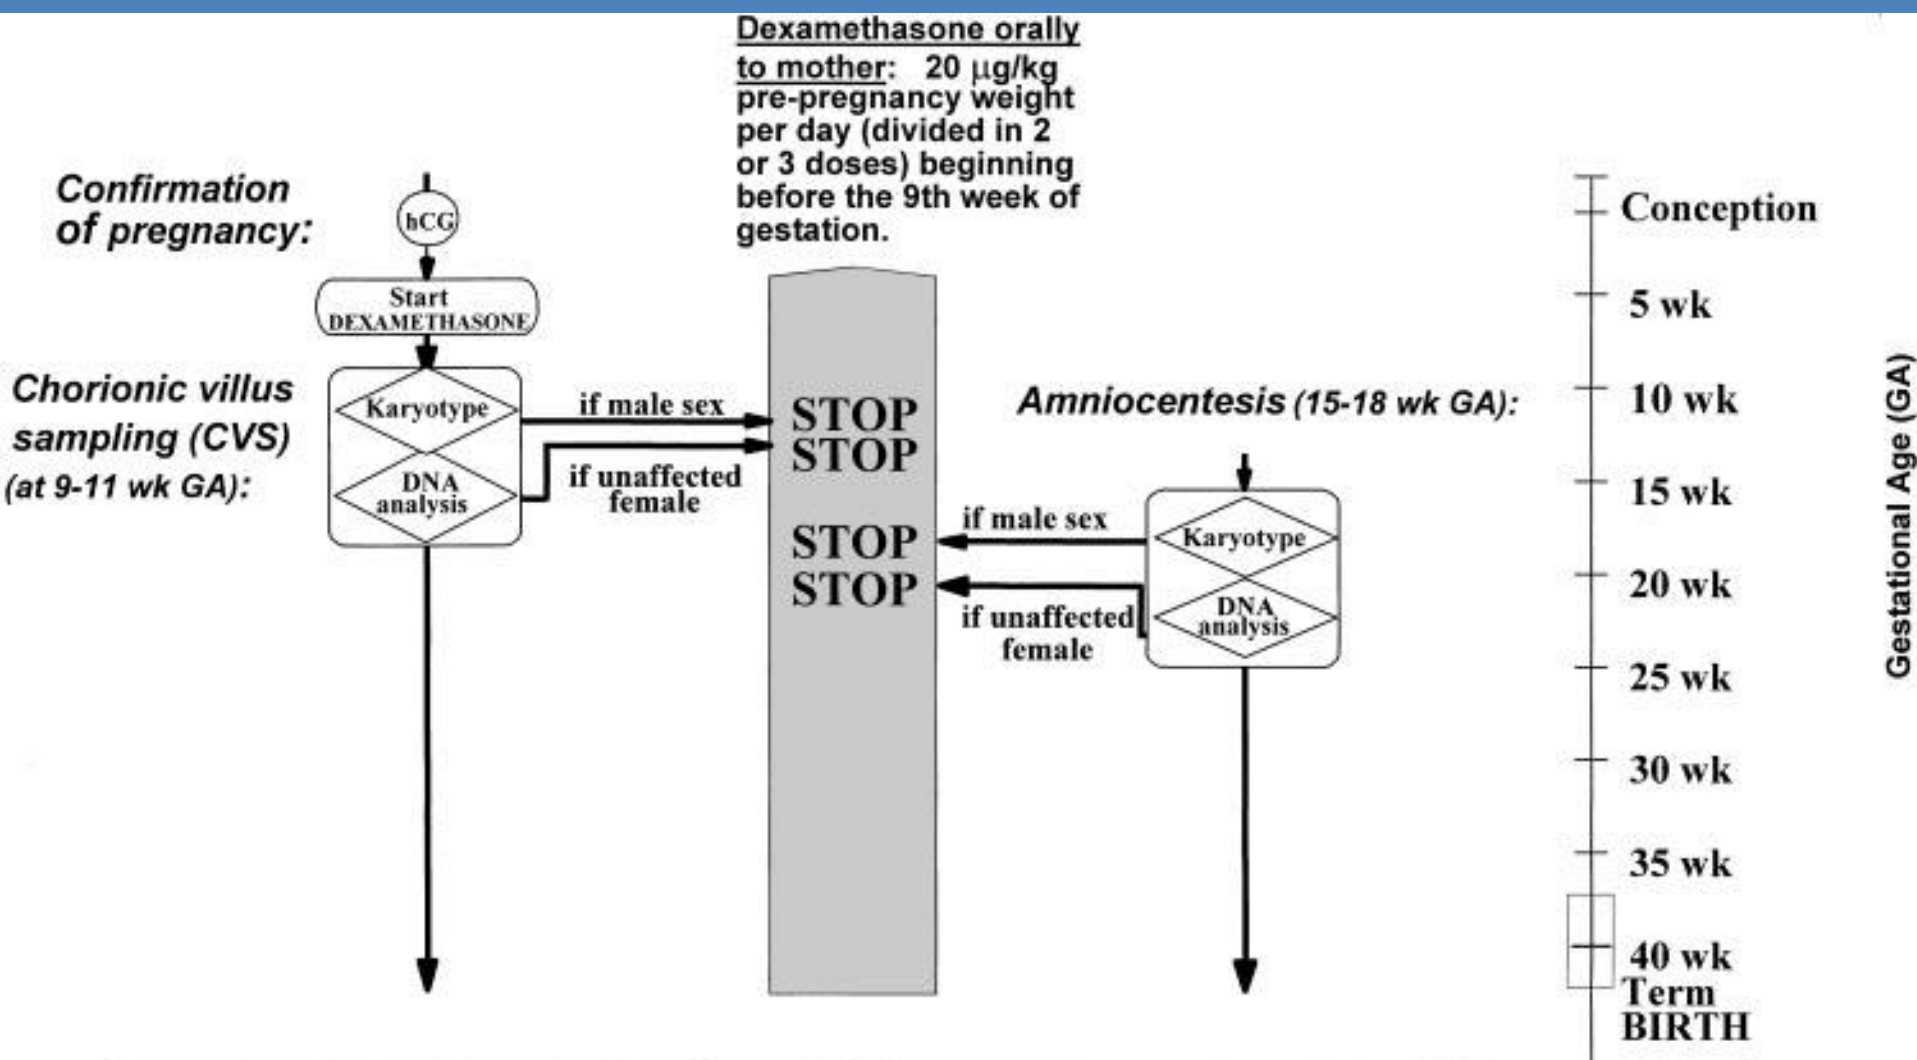 Dexamethasone orally
to mother: 20 μg/kg
pre-pregnancy weight
per day (divided in 2
or 3 doses) beginning
before the 9th week of
gestation.
Confirmation
of pregnancy:
hCG
Start
DEXAMETHASONE
Chorionic villus
sampling (CVS)
(at 9-11 wk GA):
Karyotype
DNA
analysis
if male sex
if unaffected
female
STOP
STOP
STOP
STOP
Amniocentesis (15-18 wk GA):
if male sex
if unaffected
female
Karyotype
DNA
analysis
Conception
5 wk
10 wk
15 wk
20 wk
25 wk
30 wk
35 wk
40 wk
Term
BIRTH
Gestational Age (GA)